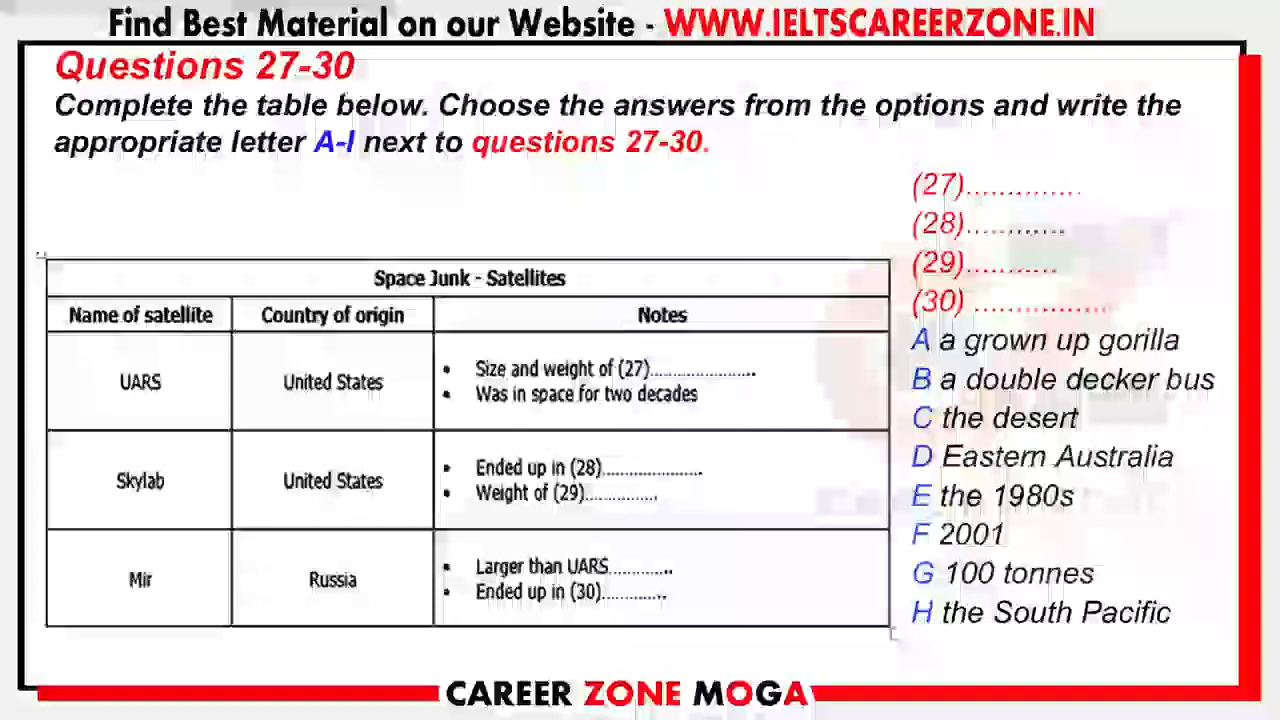 Find Best Material on our Website - WWW.IELTSCAREERZONE.IN
Questions 27-30
Complete the table below. Choose the answers from the options and write the
appropriate letter A-I next to questions 27-30.
(27)..............
(28)............
(29)...........
(30) ................
A a grown up gorilla
B a double decker bus
C the desert
D Eastern Australia
E the 1980s
F 2001
G 100 tonnes
H the South Pacific
Space Junk - Satellites
Name of satellite Country of origin Notes
UARS United States
• Size and weight of (27)........................
• Was in space for two decades
Skylab United States
• Ended up in (28).......................
• Weight of (29)................
Mir Russia
• Larger than UARS..............
• Ended up in (30)..............
CAREER ZONE MOGA